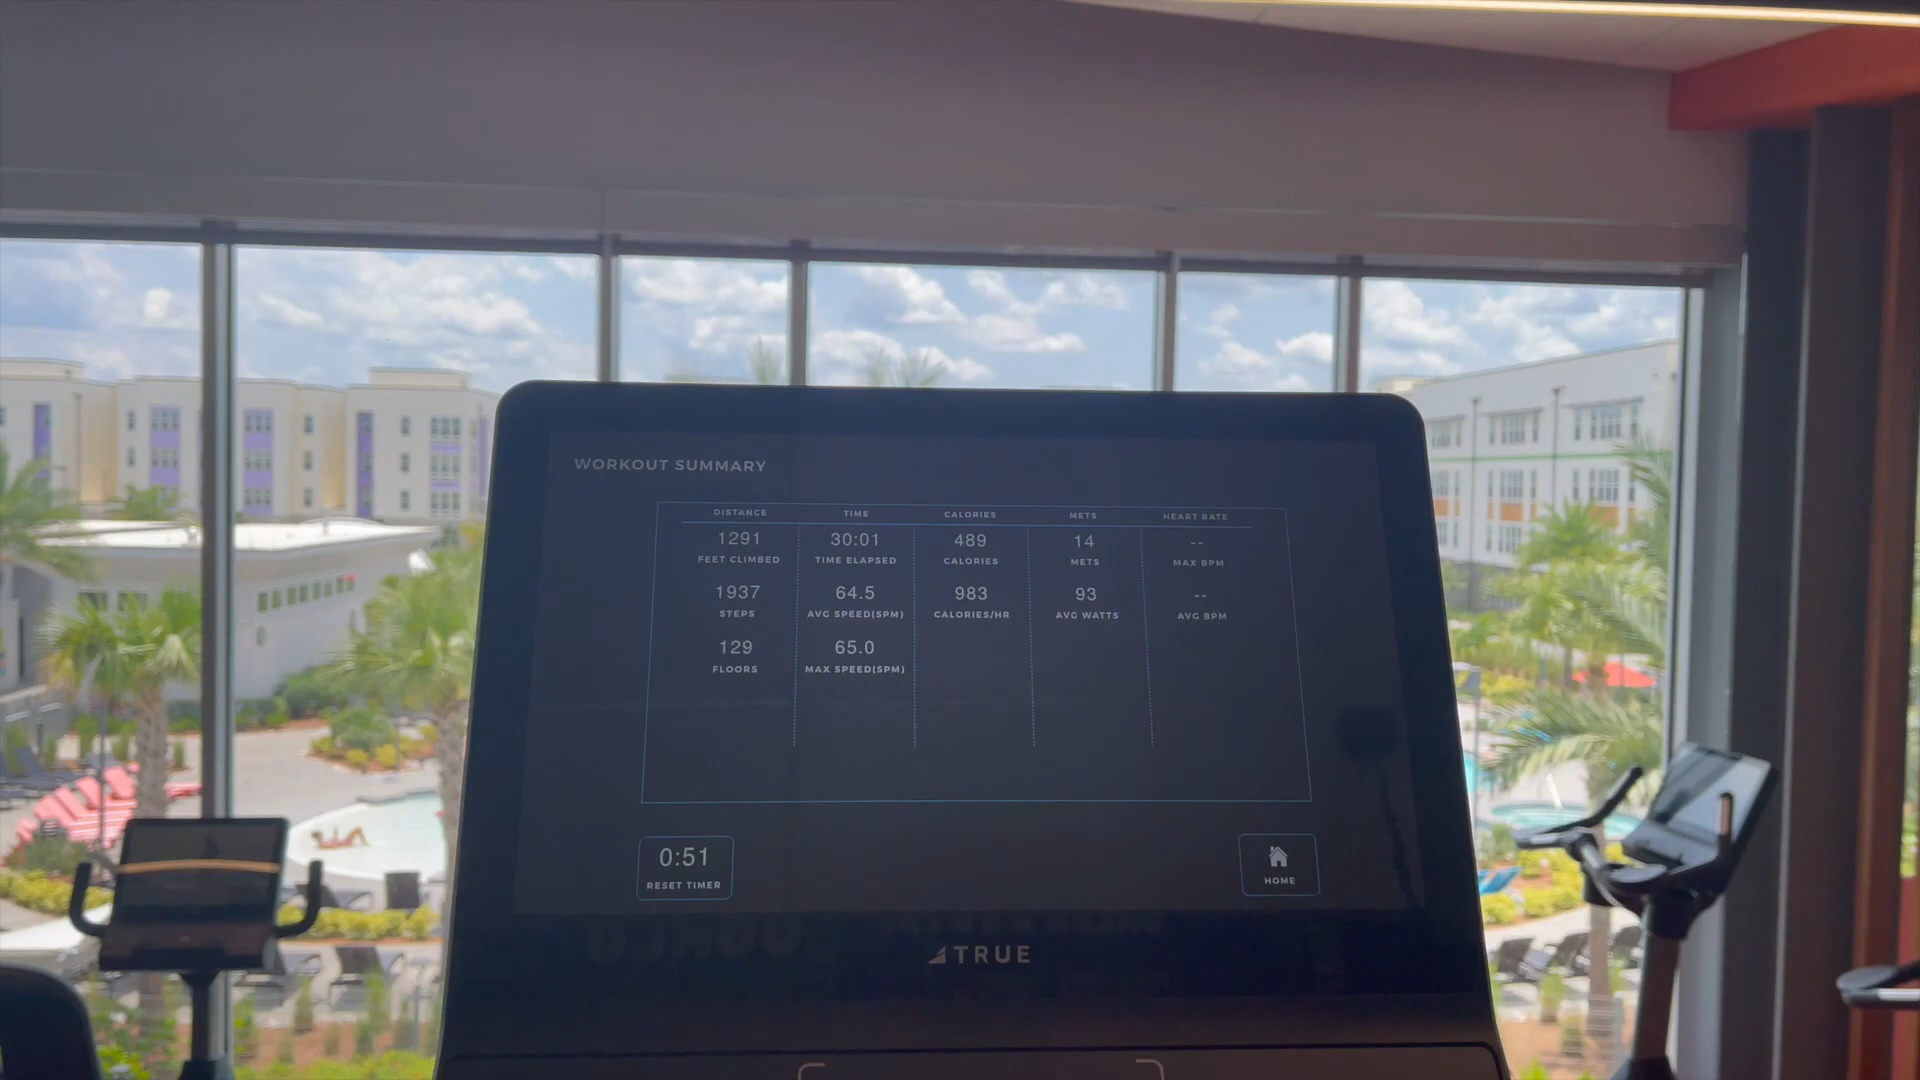 WORKOUT SUMMARY
DISTANCE TIME CALORIES METS HEART RATE
1291 30:01 489 14 --
FEET CLIMBED TIME ELAPSED CALORIES METS MAX BPM
1937 64.5 983 93 --
STEPS AVG SPEED(SPM) CALORIES/HR AVG WATTS AVG BPM
129 65.0
FLOORS MAX SPEED(SPM)
0:51
RESET TIMER
HOME
TRUE